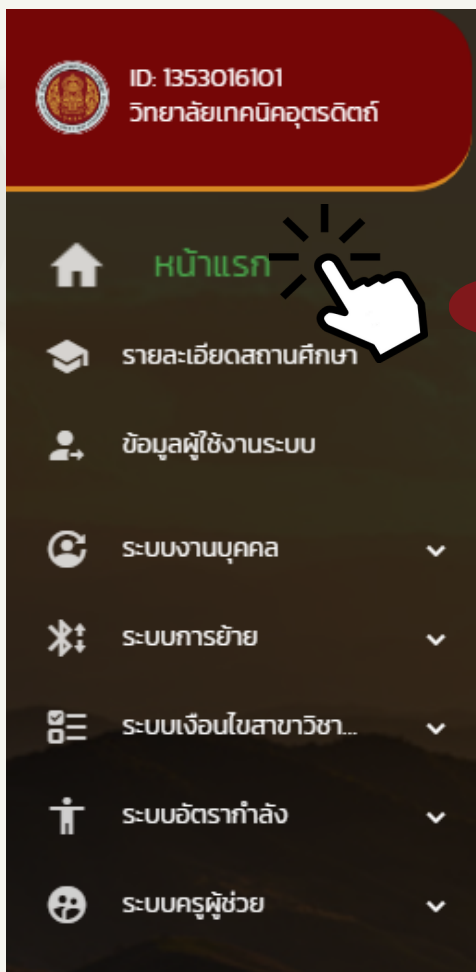 ID: 1353016101
วิทยาลัยเทคนิคอุตรดิตถ์
หน้าแรก
รายละเอียดสถานศึกษา
ข้อมูลผู้ใช้งานระบบ
ระบบงานบุคคล
ระบบการย้าย
ระบบเงือนไขสาขาวิชา...
ระบบอัตรากำลัง
ระบบครูผู้ช่วย